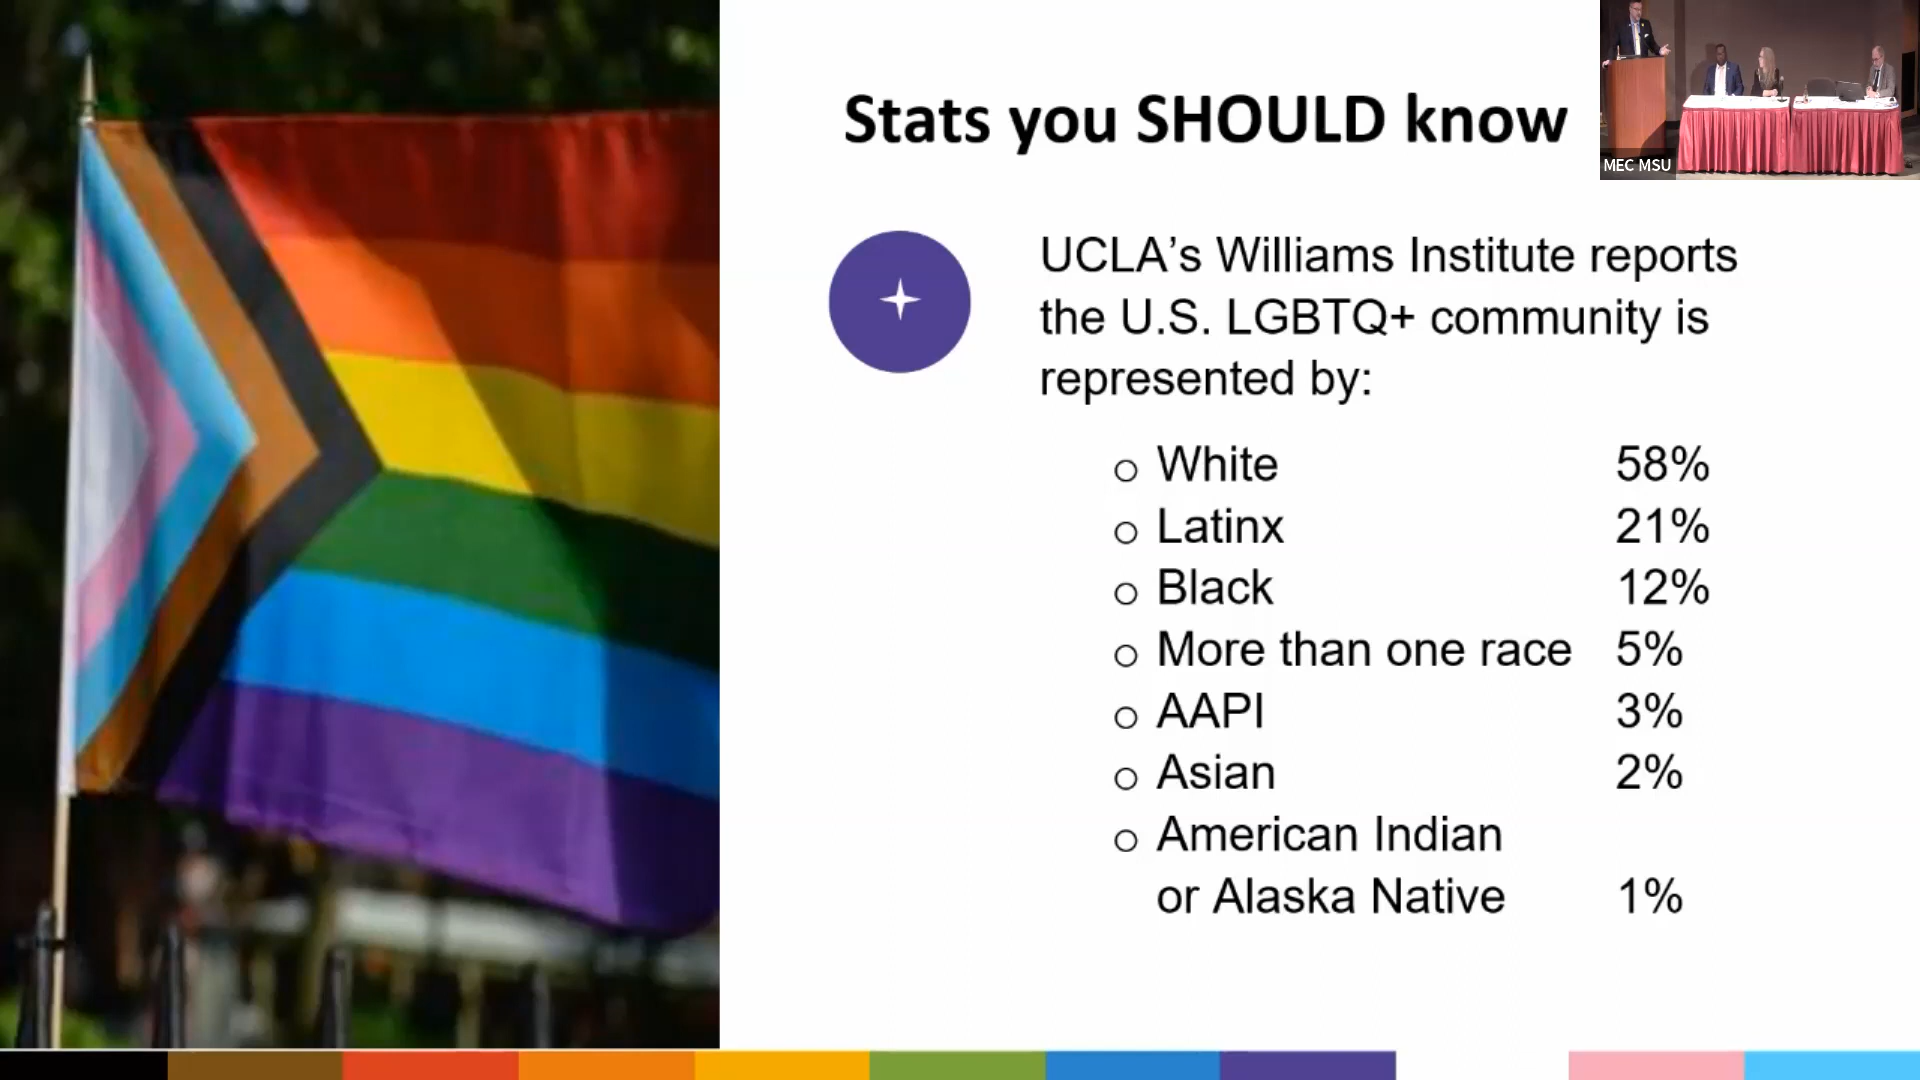 Stats you SHOULD know
MEC MSU
UCLA’s Williams Institute reports
the U.S. LGBTQ+ community is
represented by:
○ White 58%
○ Latinx 21%
○ Black 12%
○ More than one race 5%
○ AAPI 3%
○ Asian 2%
○ American Indian
or Alaska Native 1%